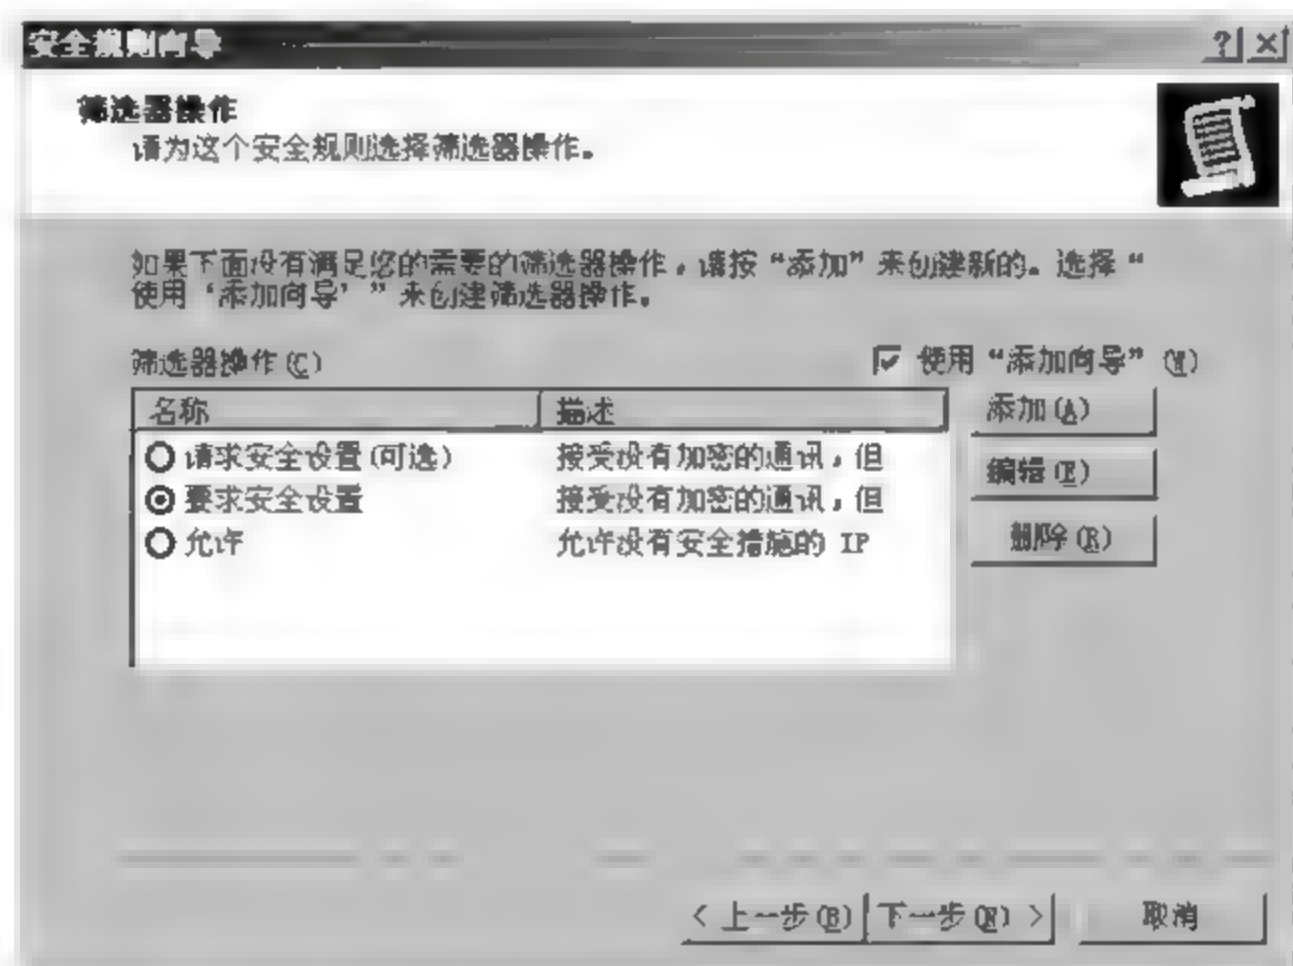 安全规则向导
筛选器操作
请为这个安全规则选择筛选器操作。
如果下面没有满足您的需要的筛选器操作，请按“添加”来创建新的。选择“
使用‘添加向导’”来创建筛选器操作。
筛选器操作(C)
使用“添加向导”(W)
名称 描述
添加(A)
请求安全设置(可选) 接受没有加密的通讯，但
编辑(E)
要求安全设置 接受没有加密的通讯，但
删除(R)
允许 允许没有安全措施的 IP
< 上一步(B) 下一步(N) > 取消